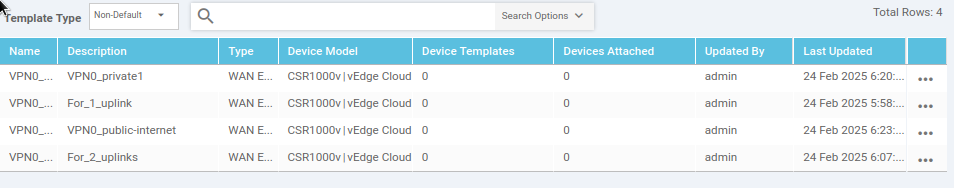 Template Type Non-Default Search Options Total Rows: 4
Name Description Type Device Model Device Templates Devices Attached Updated By Last Updated
VPN0_... VPN0_private1 WAN E... CSR1000v | vEdge Cloud 0 0 admin 24 Feb 2025 6:20:... •••
VPN0_... For_1_uplink WAN E... CSR1000v | vEdge Cloud 0 0 admin 24 Feb 2025 5:58:... •••
VPN0_... VPN0_public-internet WAN E... CSR1000v | vEdge Cloud 0 0 admin 24 Feb 2025 6:23:... •••
VPN0_... For_2_uplinks WAN E... CSR1000v | vEdge Cloud 0 0 admin 24 Feb 2025 6:07:... •••